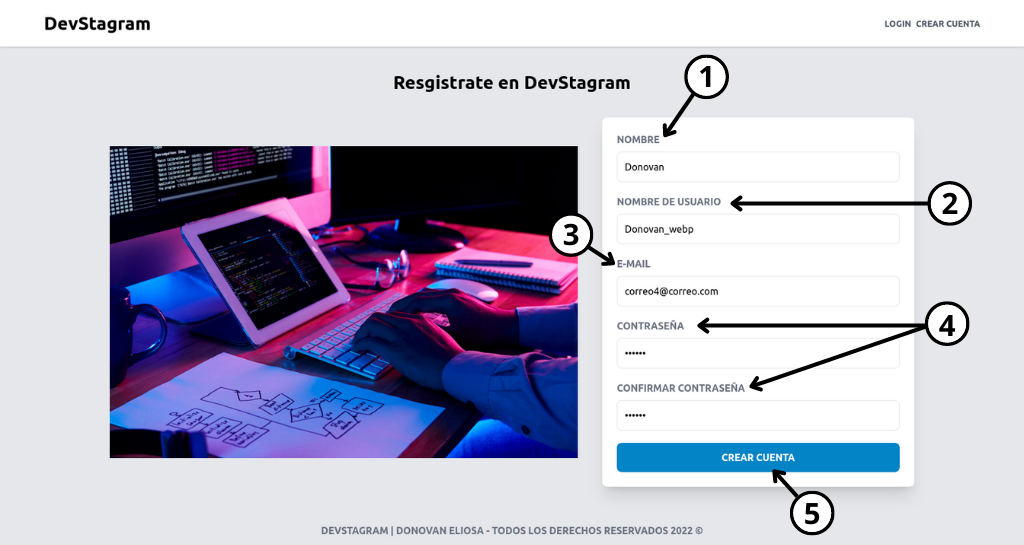 DevStagram
LOGIN CREAR CUENTA
Resgistrate en DevStagram
1
NOMBRE
Donovan
NOMBRE DE USUARIO
2
Donovan_webp
3
E-MAIL
correo4@correo.com
CONTRASEÑA
4
••••••
CONFIRMAR CONTRASEÑA
••••••
CREAR CUENTA
5
DEVSTAGRAM | DONOVAN ELIOSA - TODOS LOS DERECHOS RESERVADOS 2022 ©